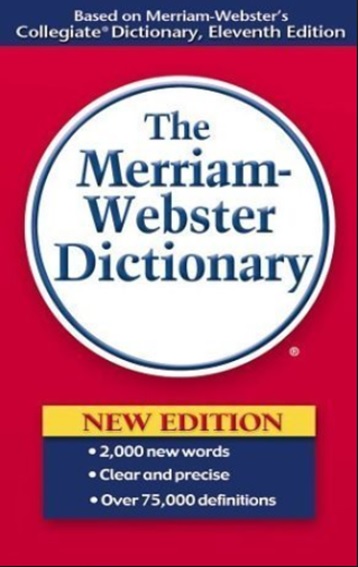 Based on Merriam-Webster's
Collegiate® Dictionary, Eleventh Edition
The
Merriam-
Webster
Dictionary
®
NEW EDITION
• 2,000 new words
• Clear and precise
• Over 75,000 definitions